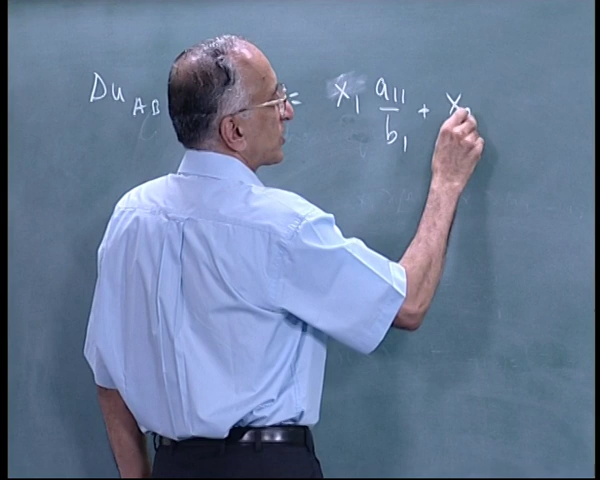 Du_AB = x_1 a_11/b_1 + x